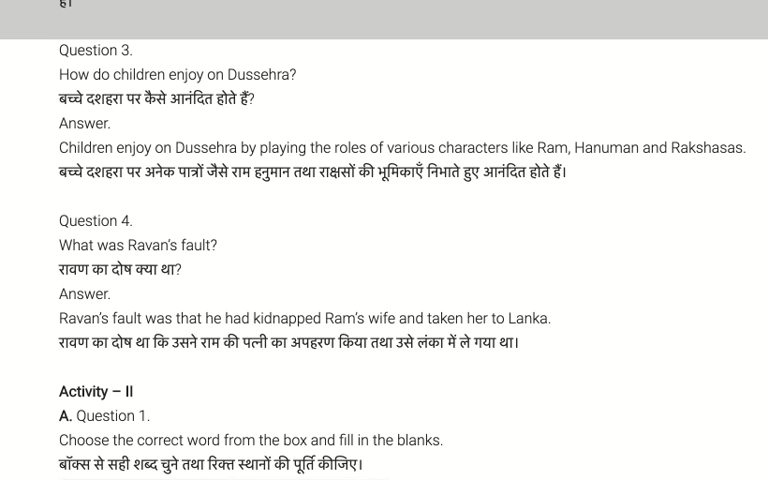 है।
Question 3.
How do children enjoy on Dussehra?
बच्चे दशहरा पर कैसे आनंदित होते हैं?
Answer.
Children enjoy on Dussehra by playing the roles of various characters like Ram, Hanuman and Rakshasas.
बच्चे दशहरा पर अनेक पात्रों जैसे राम हनुमान तथा राक्षसों की भूमिकाएँ निभाते हुए आनंदित होते हैं।
Question 4.
What was Ravan’s fault?
रावण का दोष क्या था?
Answer.
Ravan’s fault was that he had kidnapped Ram’s wife and taken her to Lanka.
रावण का दोष था कि उसने राम की पत्नी का अपहरण किया तथा उसे लंका में ले गया था।
Activity – II
A. Question 1.
Choose the correct word from the box and fill in the blanks.
बॉक्स से सही शब्द चुने तथा रिक्त स्थानों की पूर्ति कीजिए।